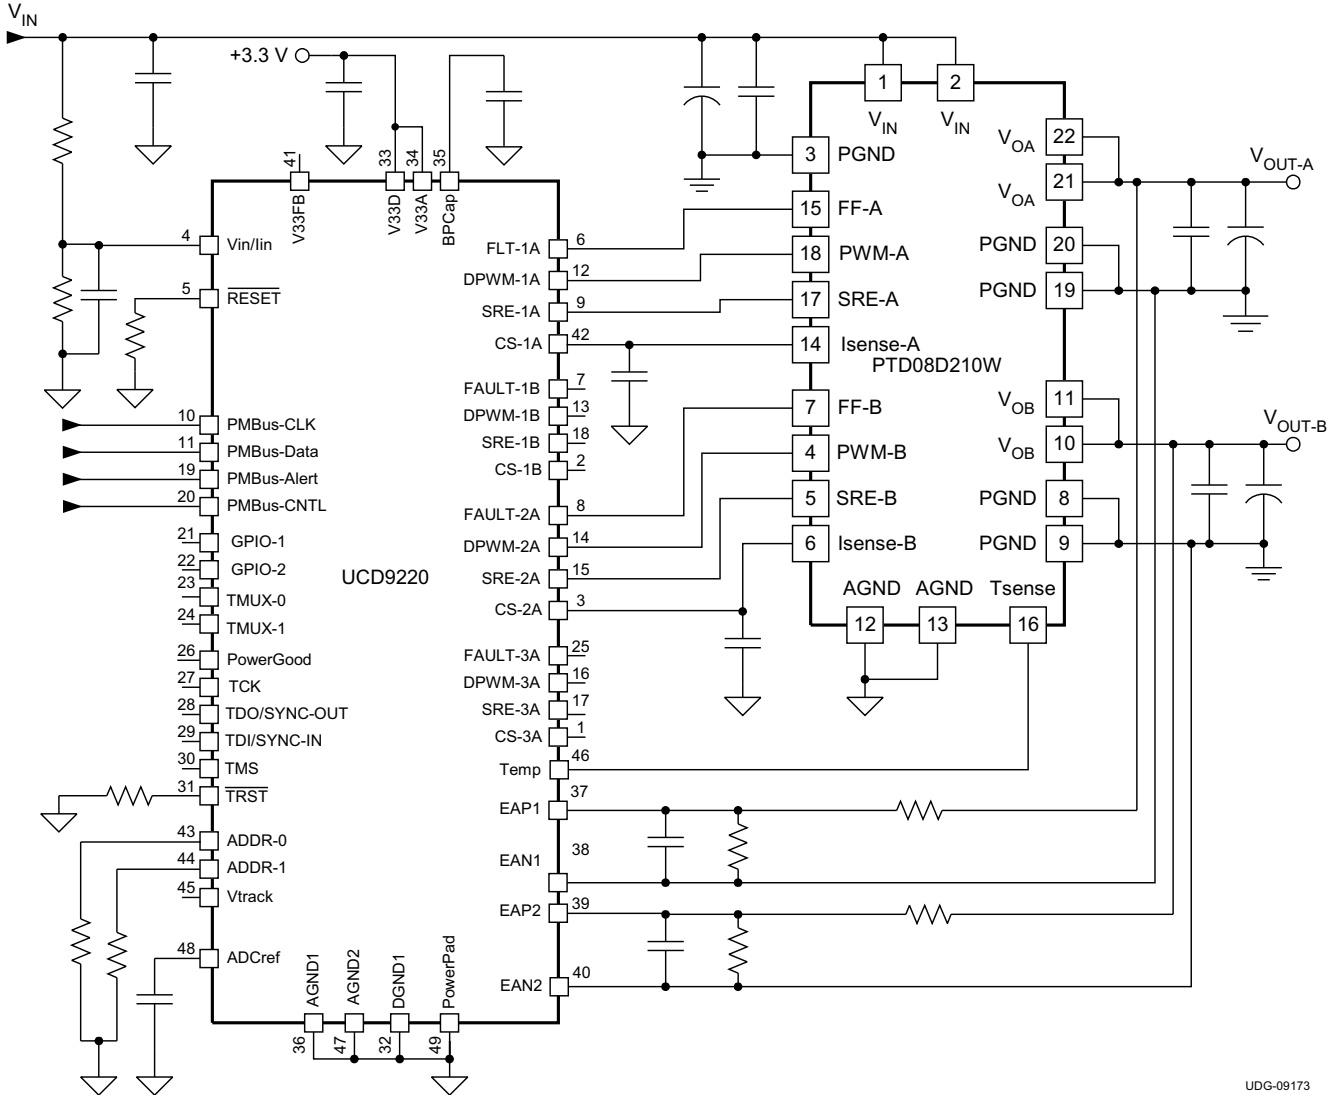 VIN
+3.3 V
41
33
34
35
V33FB
V33D
V33A
BPCap
1
2
VIN
VIN
3
PGND
15
FF-A
18
PWM-A
17
SRE-A
14
Isense-A
PTD08D210W
7
FF-B
4
PWM-B
5
SRE-B
6
Isense-B
AGND
AGND
Tsense
12
13
16
VOA
22
VOA
21
PGND
20
PGND
19
VOB
11
VOB
10
PGND
8
PGND
9
VOUT-A
VOUT-B
4
Vin/Iin
5
RESET
10
PMBus-CLK
11
PMBus-Data
19
PMBus-Alert
20
PMBus-CNTL
21
GPIO-1
22
GPIO-2
23
TMUX-0
24
TMUX-1
26
PowerGood
27
TCK
28
TDO/SYNC-OUT
29
TDI/SYNC-IN
30
TMS
31
TRST
43
ADDR-0
44
ADDR-1
45
Vtrack
48
ADCref
UCD9220
FLT-1A
6
DPWM-1A
12
SRE-1A
9
CS-1A
42
FAULT-1B
7
DPWM-1B
13
SRE-1B
18
CS-1B
2
FAULT-2A
8
DPWM-2A
14
SRE-2A
15
CS-2A
3
FAULT-3A
25
DPWM-3A
16
SRE-3A
17
CS-3A
1
Temp
46
EAP1
37
EAN1
38
EAP2
39
EAN2
40
AGND1
AGND2
DGND1
PowerPad
36
47
32
49
UDG-09173